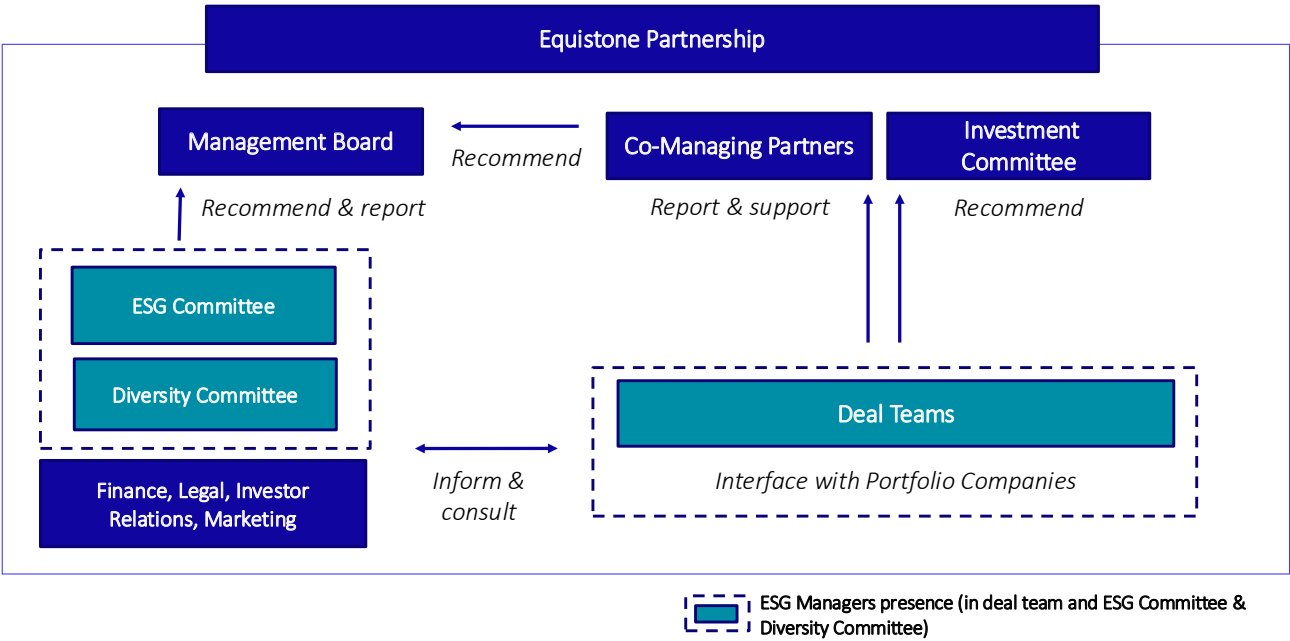 Equistone Partnership
Management Board
Recommend
Co-Managing Partners
Investment
Committee
Recommend & report
Report & support
Recommend
ESG Committee
Diversity Committee
Deal Teams
Interface with Portfolio Companies
Finance, Legal, Investor
Relations, Marketing
Inform &
consult
ESG Managers presence (in deal team and ESG Committee &
Diversity Committee)